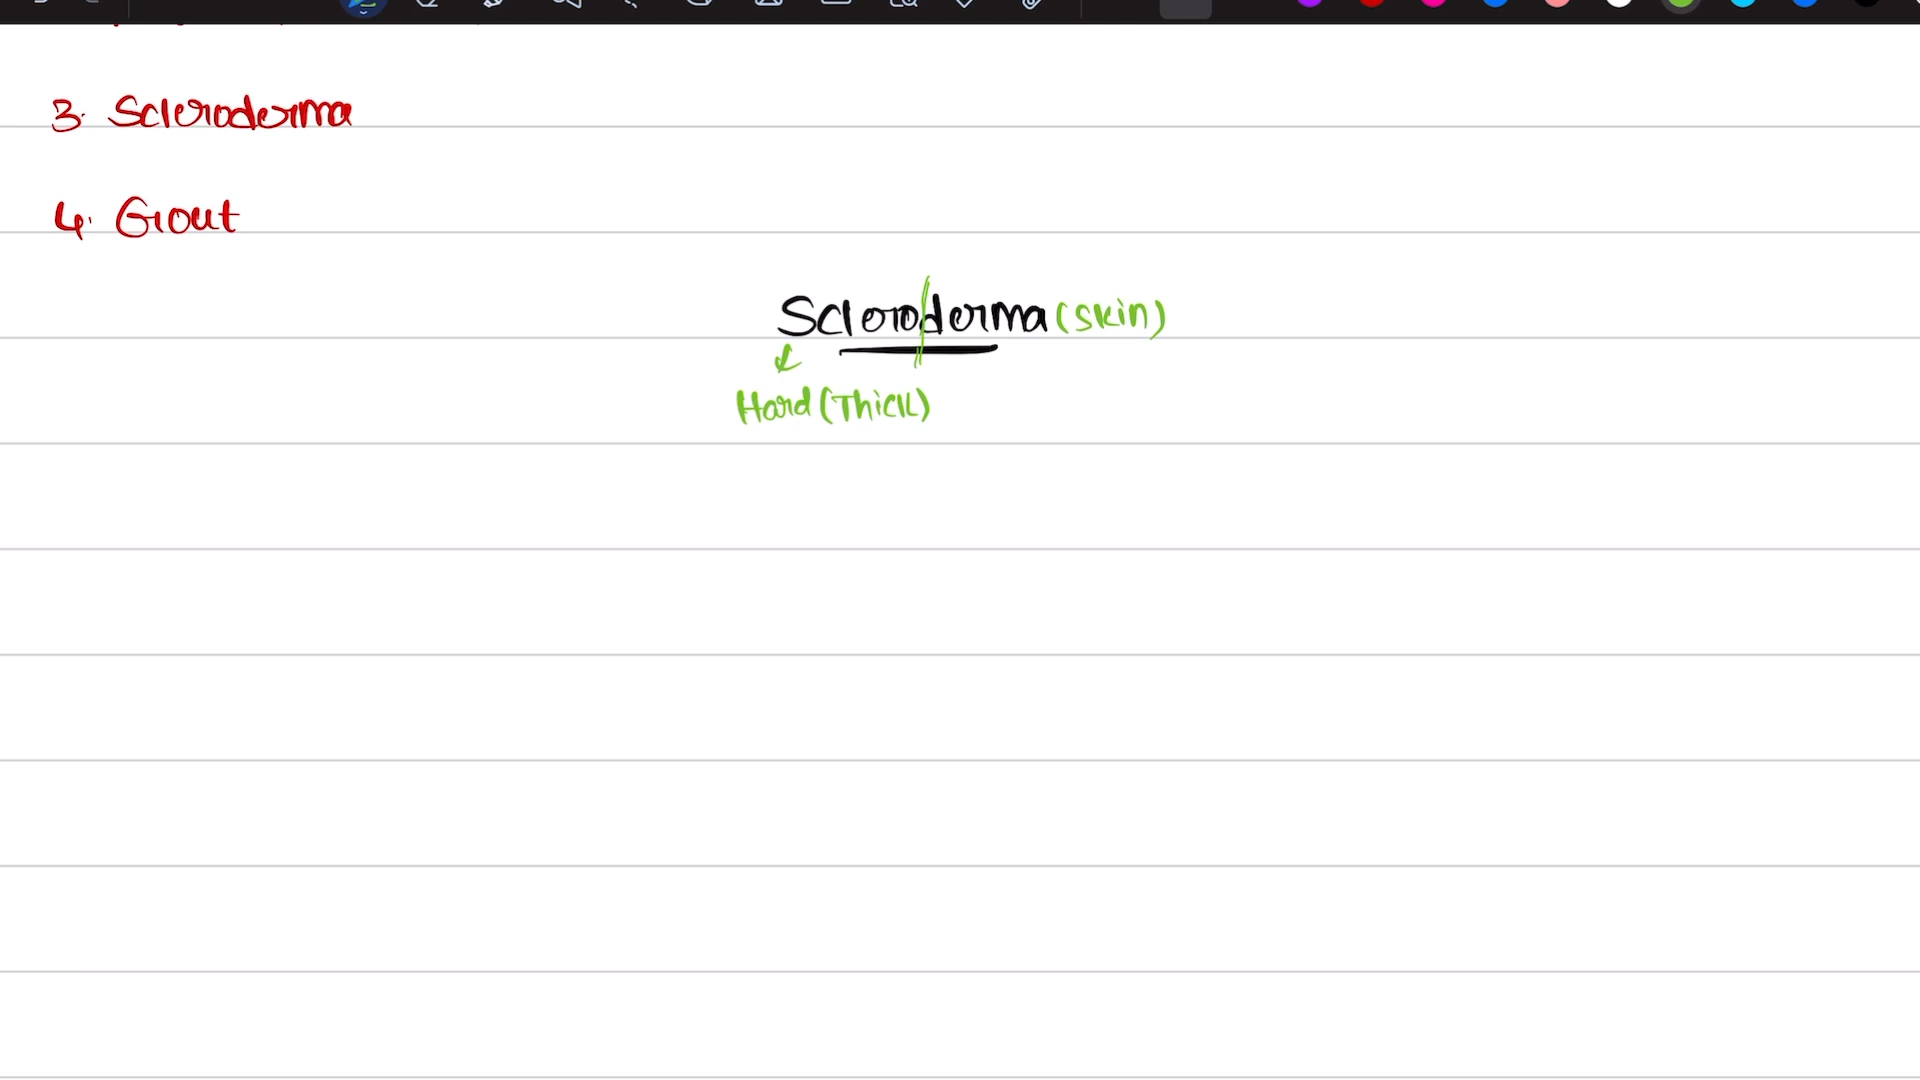 3. Scleroderma
4. Gout
Scleroderma (skin)
Hard (Thick)